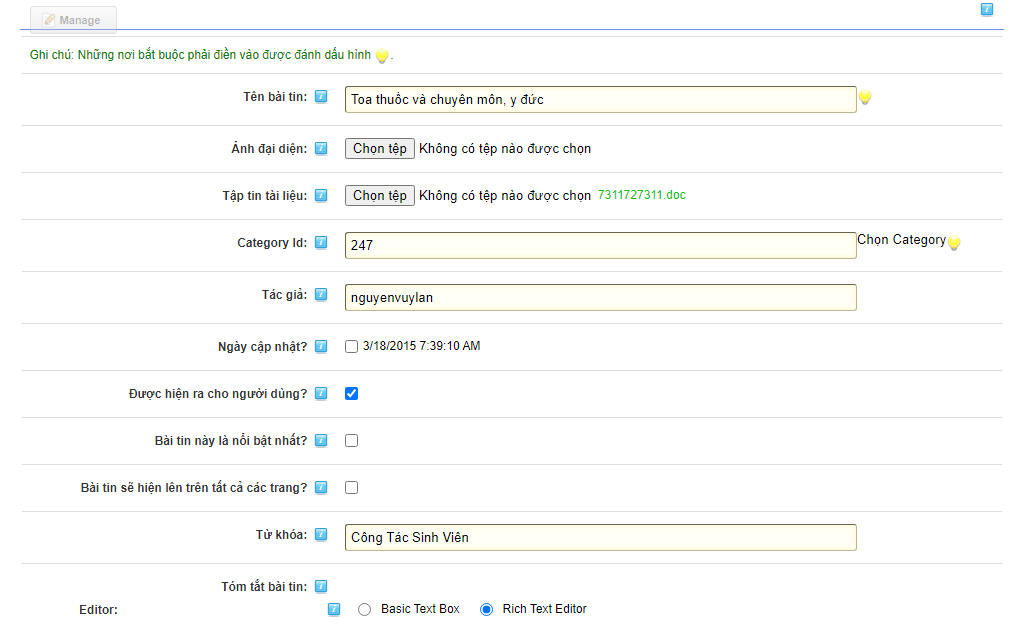 Manage
Ghi chú: Những nơi bắt buộc phải điền vào được đánh dấu hình .
Tên bài tin: Toa thuốc và chuyên môn, y đức
Ảnh đại diện: Chọn tệp Không có tệp nào được chọn
Tập tin tài liệu: Chọn tệp Không có tệp nào được chọn 7311727311.doc
Category Id: 247 Chọn Category
Tác giả: nguyenvuylan
Ngày cập nhật? 3/18/2015 7:39:10 AM
Được hiện ra cho người dùng?
Bài tin này là nổi bật nhất?
Bài tin sẽ hiện lên trên tất cả các trang?
Từ khóa: Công Tác Sinh Viên
Tóm tắt bài tin:
Editor: Basic Text Box Rich Text Editor